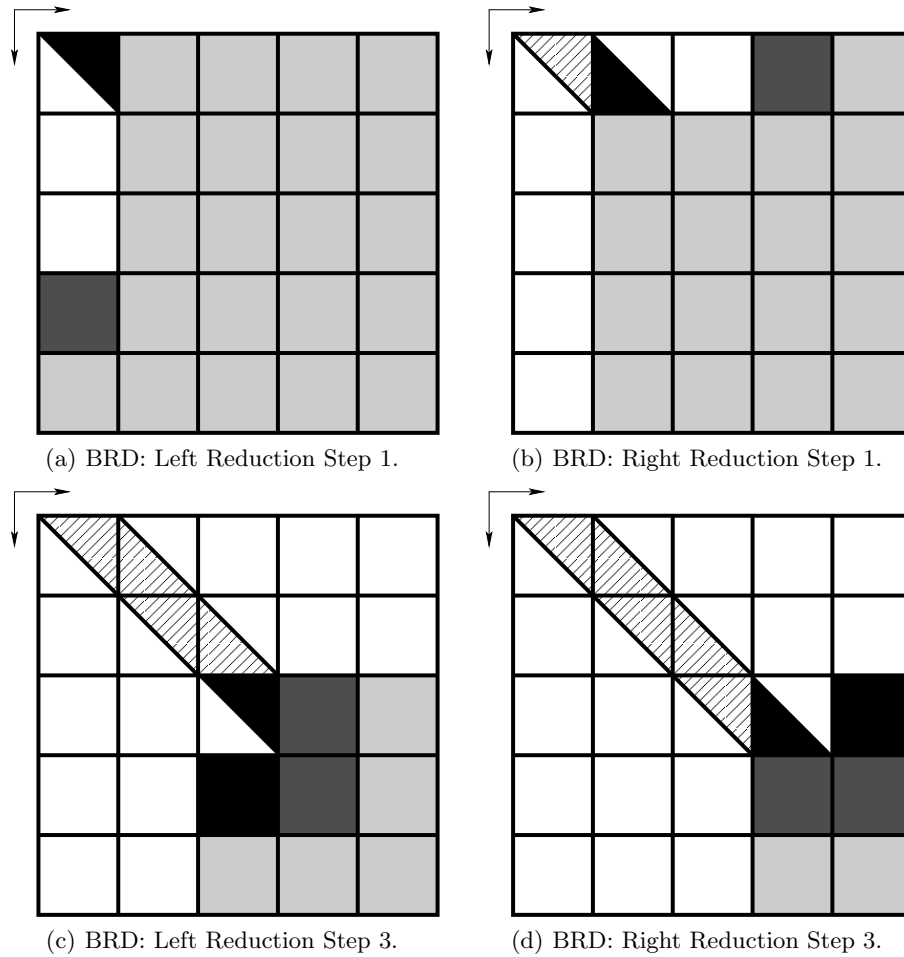 (a) BRD: Left Reduction Step 1.
(b) BRD: Right Reduction Step 1.
(c) BRD: Left Reduction Step 3.
(d) BRD: Right Reduction Step 3.